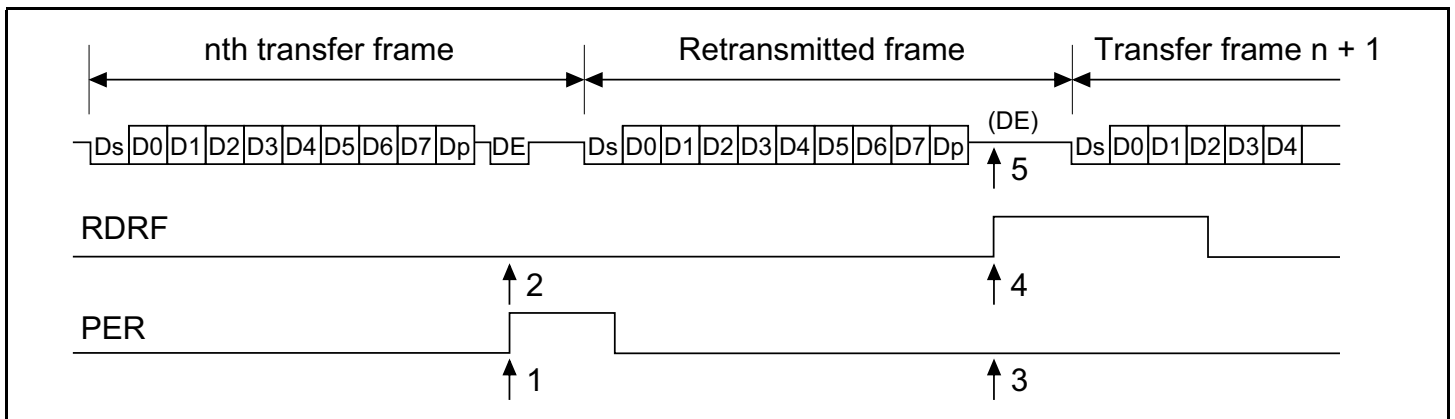 nth transfer frame Retransmitted frame Transfer frame n + 1
(DE)
Ds D0 D1 D2 D3 D4 D5 D6 D7 Dp DE Ds D0 D1 D2 D3 D4 D5 D6 D7 Dp Ds D0 D1 D2 D3 D4
5
RDRF
2 4
PER
1 3